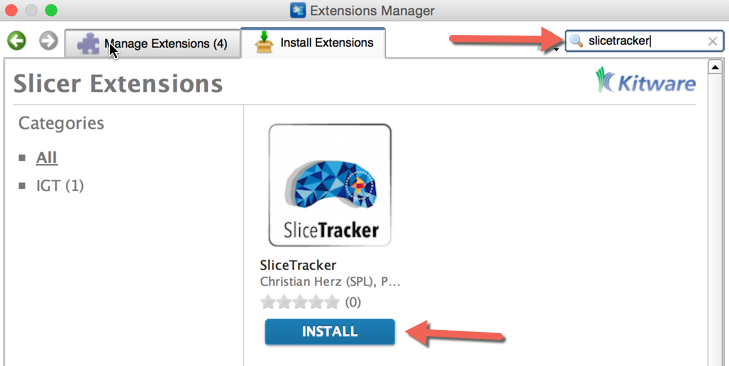 Extensions Manager
Manage Extensions (4)
Install Extensions
slicetracker
Slicer Extensions
Kitware
Categories
All
IGT (1)
SliceTracker
SliceTracker
Christian Herz (SPL), P...
(0)
INSTALL